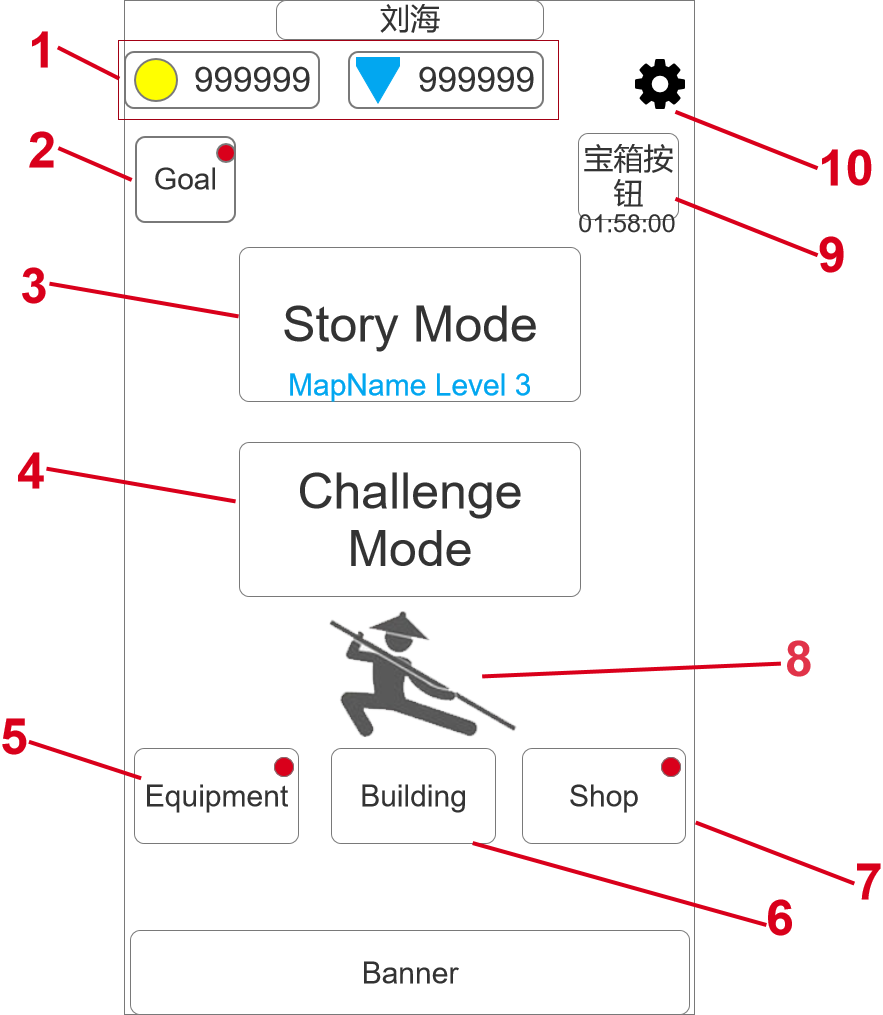 刘海
1
999999
999999
10
2
Goal
宝箱按
钮
01:58:00
9
3
Story Mode
MapName Level 3
4
Challenge
Mode
8
5
Equipment
Building
Shop
7
6
Banner